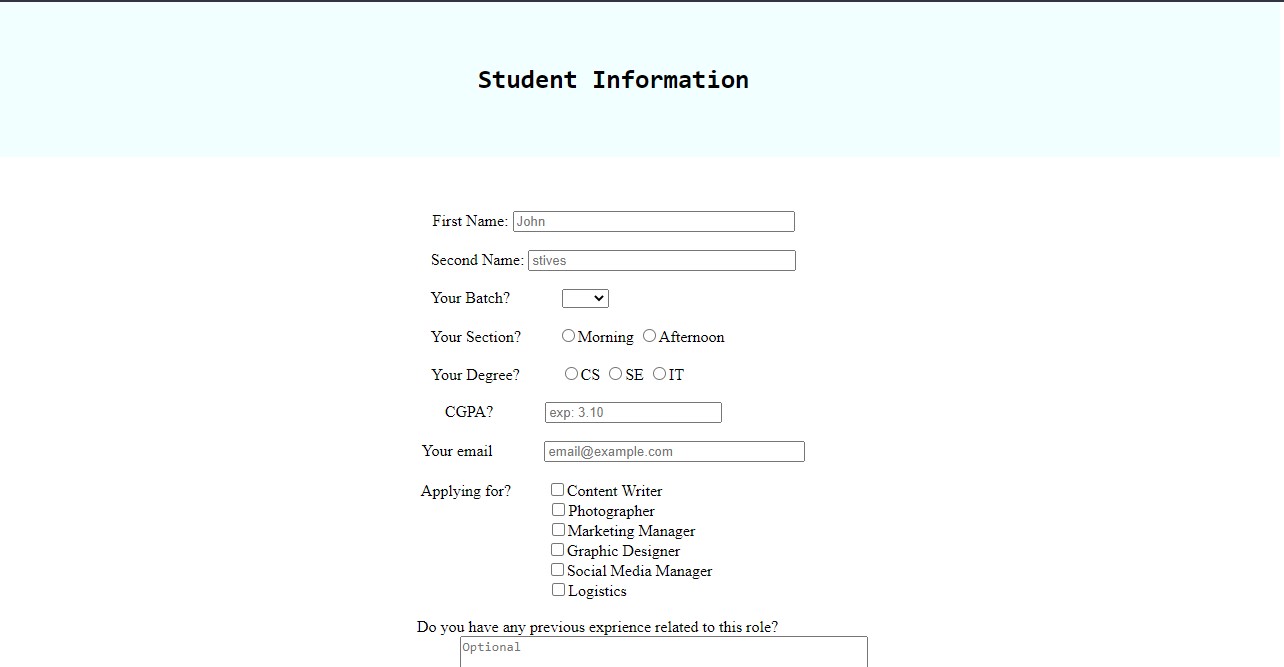 Student Information
First Name: John
Second Name: stives
Your Batch?
Your Section? Morning Afternoon
Your Degree? CS SE IT
CGPA? exp: 3.10
Your email email@example.com
Applying for? Content Writer
Photographer
Marketing Manager
Graphic Designer
Social Media Manager
Logistics
Do you have any previous exprience related to this role?
Optional